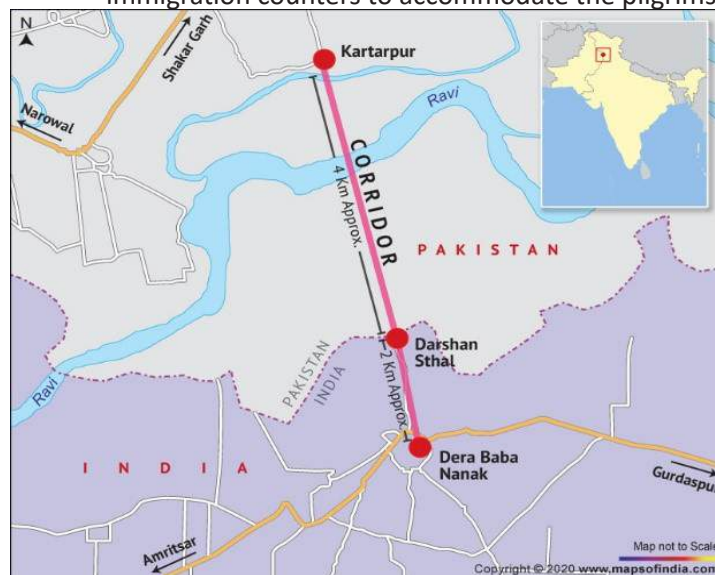 immigration counters to accommodate the pilgrims
N
Shakar Garh
Kartarpur
Narowal
Ravi
CORRIDOR
4 Km Approx.
PAKISTAN
Darshan
Sthal
PAKISTAN
INDIA
2 Km Approx.
Ravi
INDIA
Dera Baba
Nanak
Gurdaspur
Amritsar
Map not to Scale
Copyright © 2020 www.mapsofindia.com